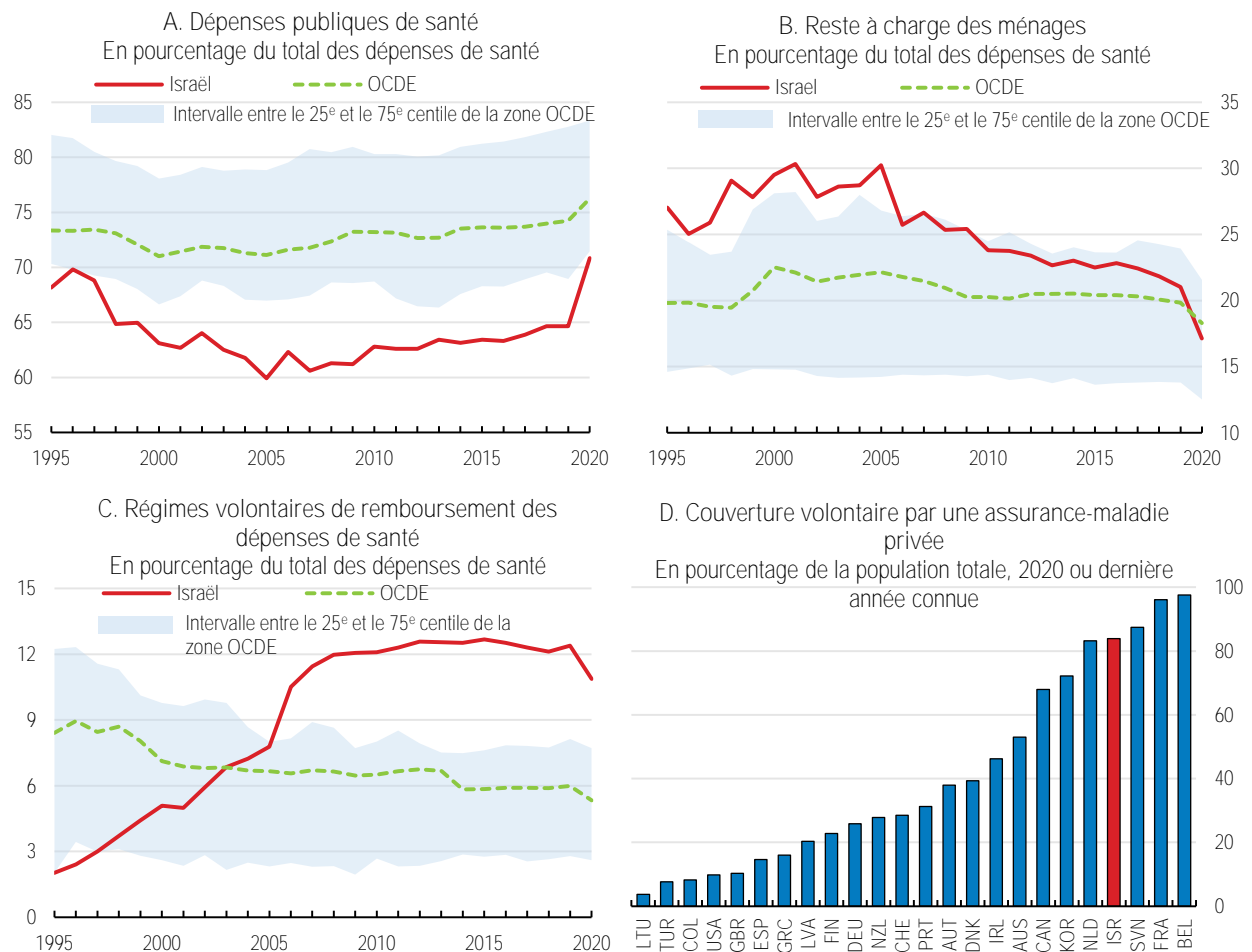 A. Dépenses publiques de santé
En pourcentage du total des dépenses de santé
Israël
OCDE
Intervalle entre le 25e et le 75e centile de la zone OCDE
85
80
75
70
65
60
55
1995
2000
2005
2010
2015
2020
B. Reste à charge des ménages
En pourcentage du total des dépenses de santé
Israel
OCDE
Intervalle entre le 25e et le 75e centile de la zone OCDE
35
30
25
20
15
10
1995
2000
2005
2010
2015
2020
C. Régimes volontaires de remboursement des
dépenses de santé
En pourcentage du total des dépenses de santé
Israël
OCDE
Intervalle entre le 25e et le 75e centile de la
zone OCDE
15
12
9
6
3
0
1995
2000
2005
2010
2015
2020
D. Couverture volontaire par une assurance-maladie
privée
En pourcentage de la population totale, 2020 ou dernière
année connue
100
80
60
40
20
0
LTU
TUR
COL
USA
GBR
ESP
GRC
LVA
FIN
DEU
NZL
CHE
PRT
AUT
DNK
IRL
AUS
CAN
KOR
NLD
ISR
SVN
FRA
BEL